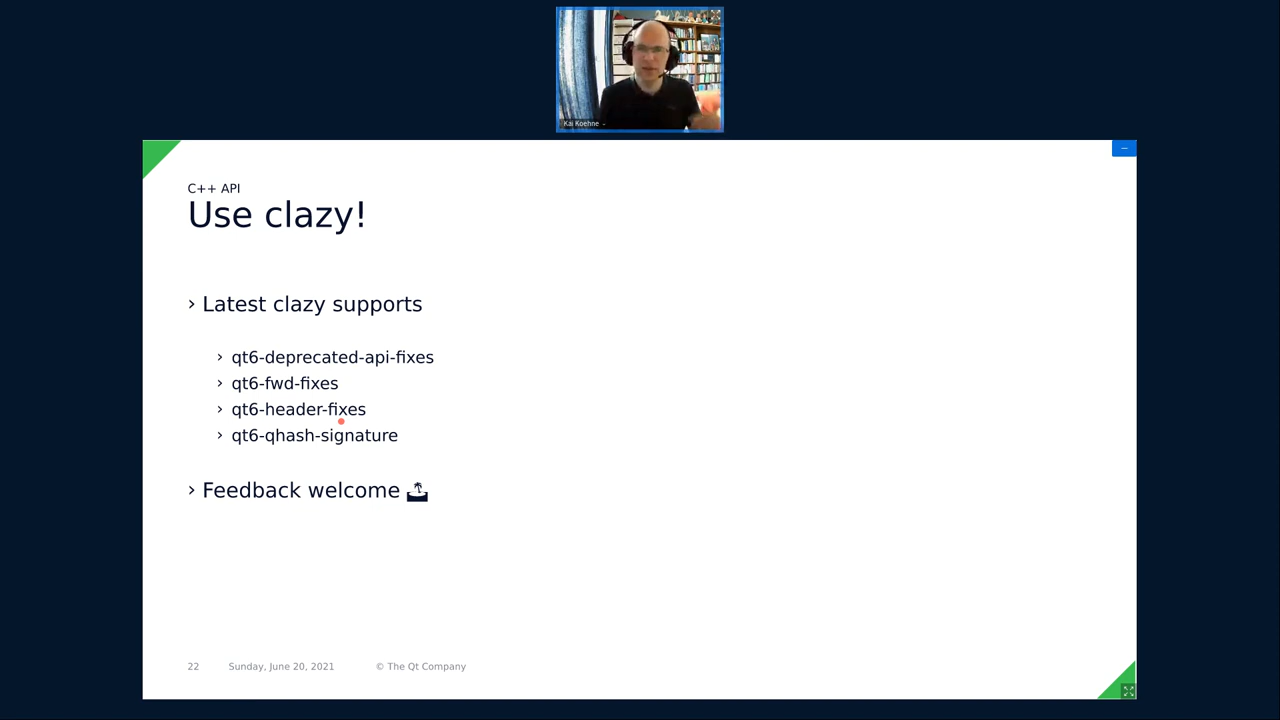 Kai Koehne
C++ API
Use clazy!
› Latest clazy supports
› qt6-deprecated-api-fixes
› qt6-fwd-fixes
› qt6-header-fixes
› qt6-qhash-signature
› Feedback welcome 🏝
22 Sunday, June 20, 2021 © The Qt Company